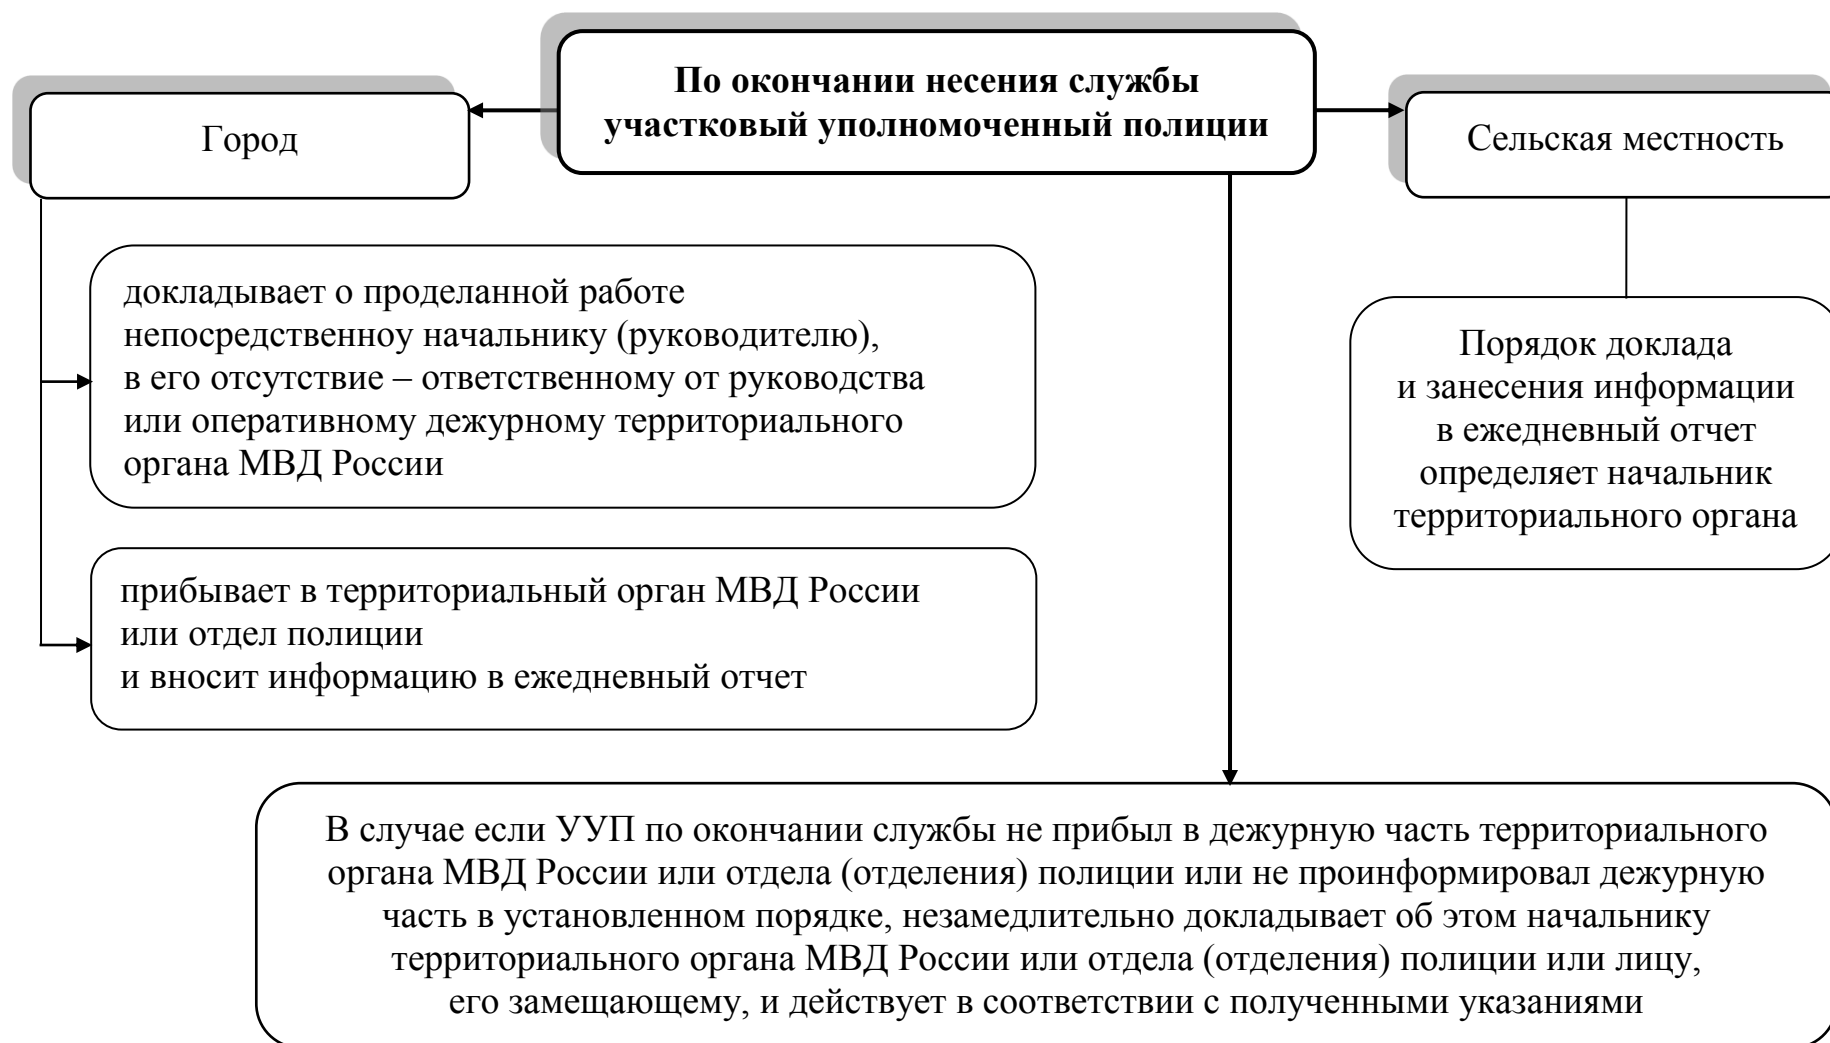 По окончании несения службы
участковый уполномоченный полиции
Город
Сельская местность
докладывает о проделанной работе
непосредственноу начальнику (руководителю),
в его отсутствие – ответственному от руководства
или оперативному дежурному территориального
органа МВД России
прибывает в территориальный орган МВД России
или отдел полиции
и вносит информацию в ежедневный отчет
Порядок доклада
и занесения информации
в ежедневный отчет
определяет начальник
территориального органа
В случае если УУП по окончании службы не прибыл в дежурную часть территориального
органа МВД России или отдела (отделения) полиции или не проинформировал дежурную
часть в установленном порядке, незамедлительно докладывает об этом начальнику
территориального органа МВД России или отдела (отделения) полиции или лицу,
его замещающему, и действует в соответствии с полученными указаниями